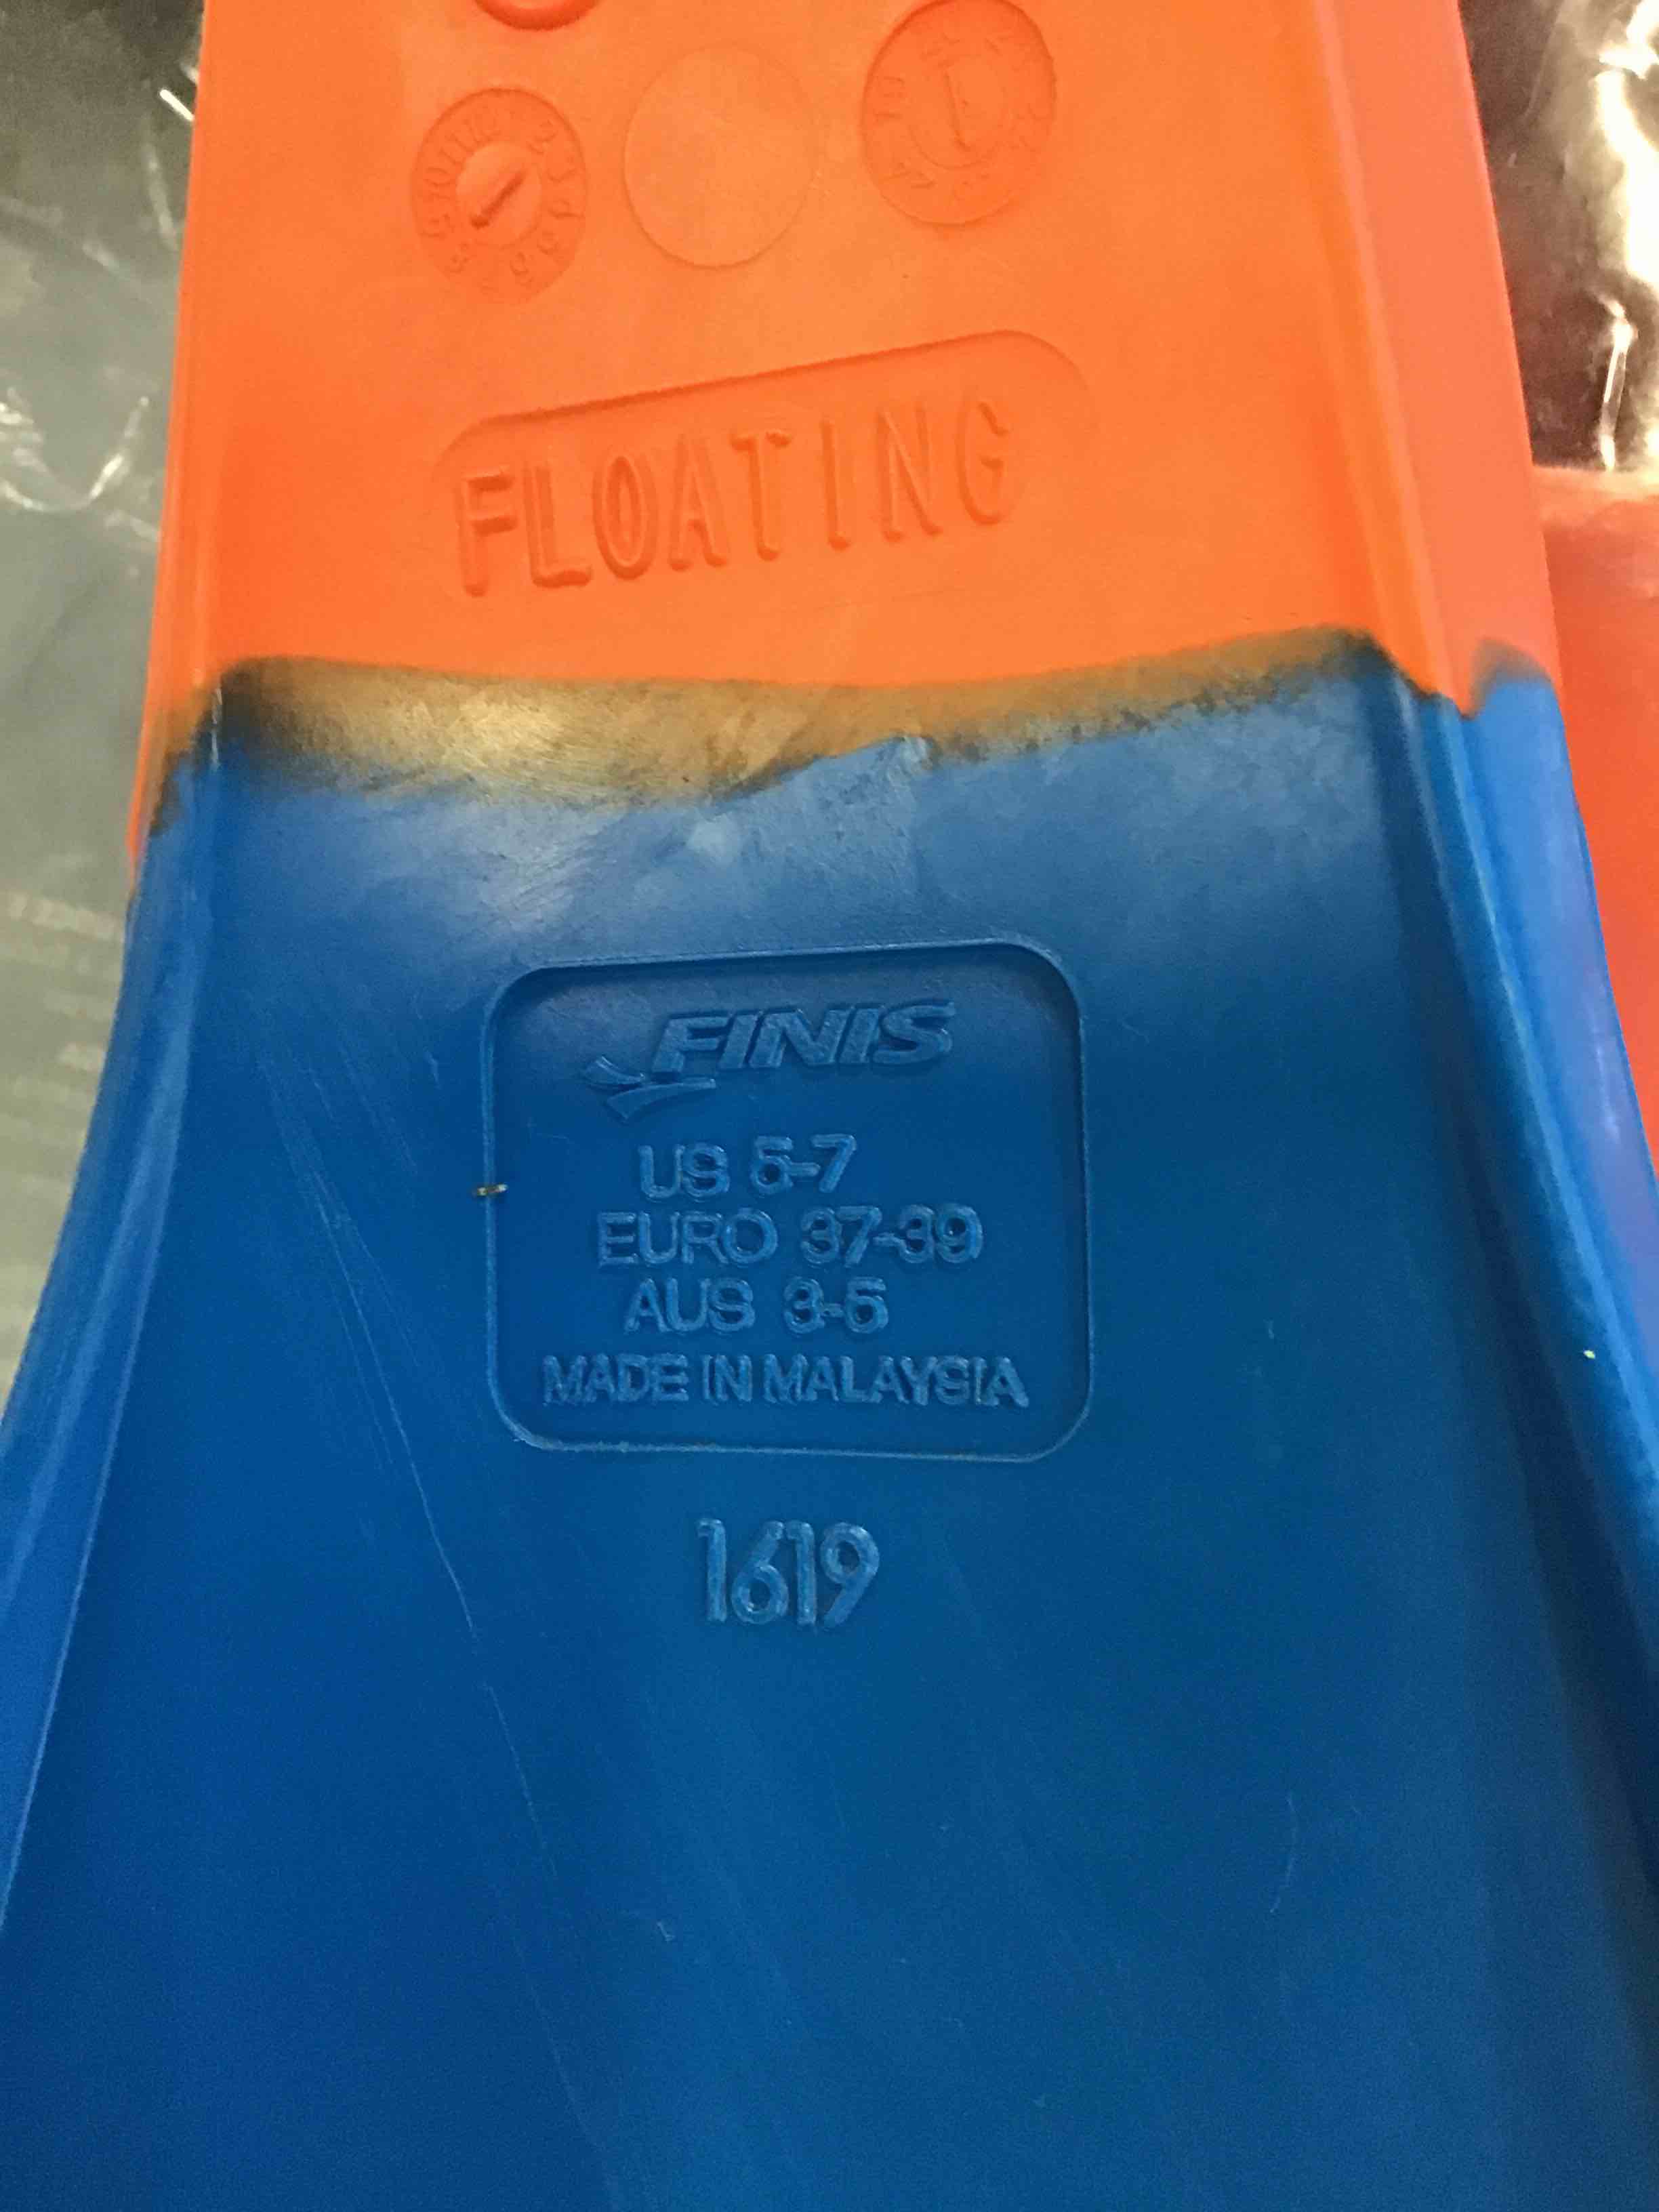 FLOATING
FINIS
US 5-7
EURO 37-39
AUS 3-5
MADE IN MALAYSIA
1619